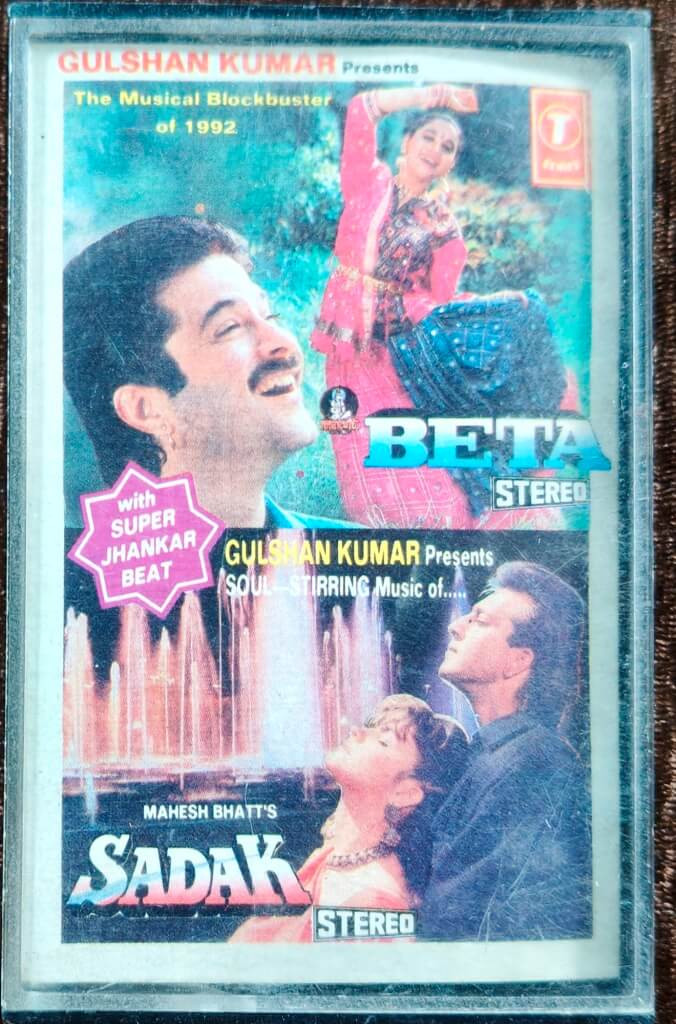 GULSHAN KUMAR Presents
The Musical Blockbuster
of 1992
T
SERIES
BETA
STEREO
with
SUPER
JHANKAR
BEAT
GULSHAN KUMAR Presents
SOUL-STIRRING Music of.....
MAHESH BHATT'S
SADAK
STEREO